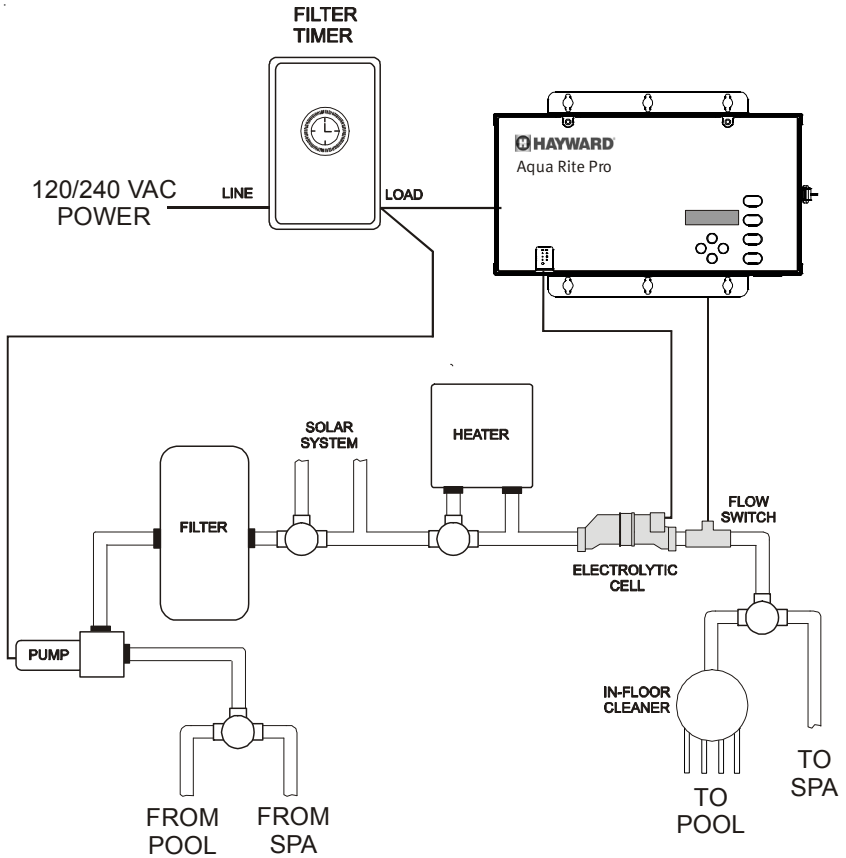 FILTER
TIMER
HAYWARD
Aqua Rite Pro
120/240 VAC
POWER
LINE
LOAD
SOLAR
SYSTEM
HEATER
FILTER
FLOW
SWITCH
ELECTROLYTIC
CELL
PUMP
IN-FLOOR
CLEANER
TO
SPA
TO
POOL
FROM
POOL
FROM
SPA